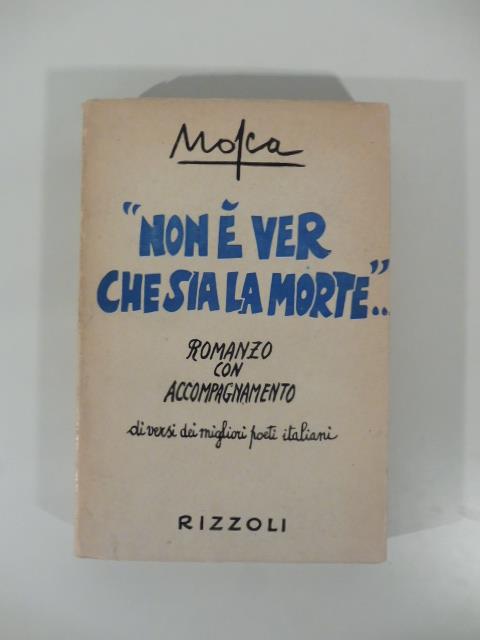 Mosca
"NON È VER
CHE SIA LA MORTE"...
ROMANZO
CON
ACCOMPAGNAMENTO
di versi dei migliori poeti italiani
RIZZOLI